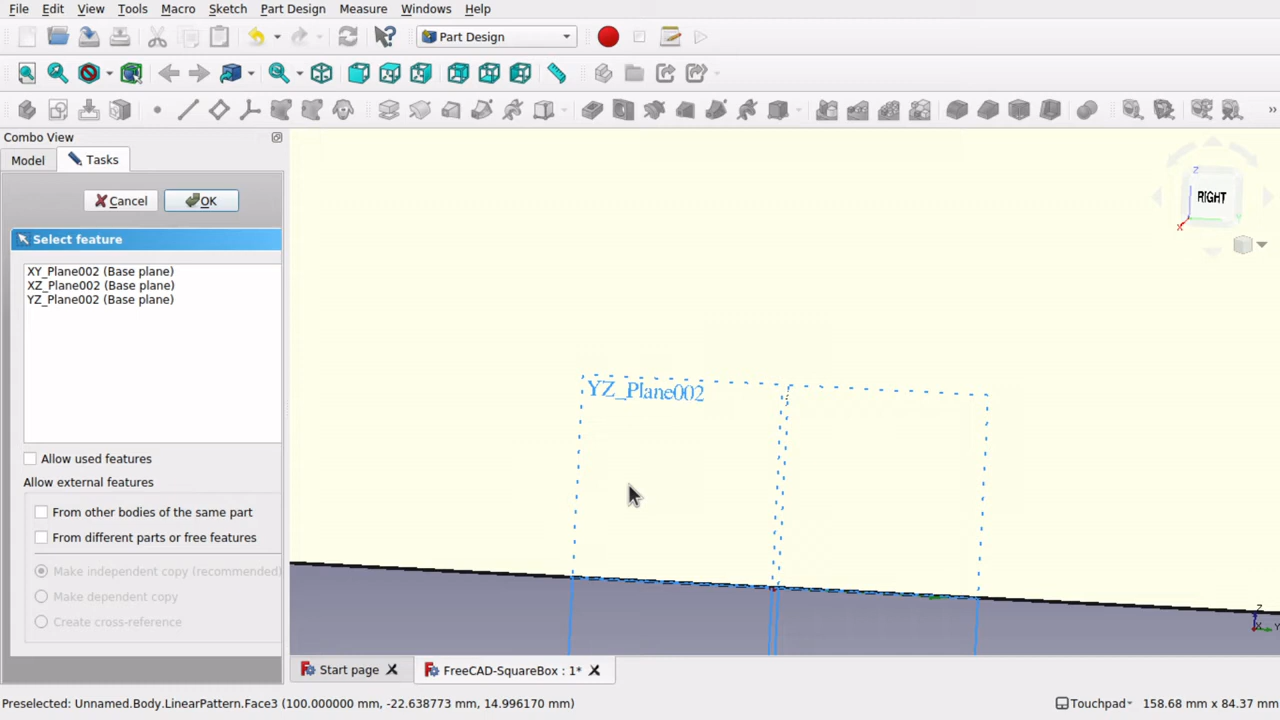 File Edit View Tools Macro Sketch Part Design Measure Windows Help
Part Design
Combo View
Model Tasks
Cancel OK
Select feature
XY_Plane002 (Base plane)
XZ_Plane002 (Base plane)
YZ_Plane002 (Base plane)
Allow used features
Allow external features
From other bodies of the same part
From different parts or free features
Make independent copy (recommended)
Make dependent copy
Create cross-reference
Z
RIGHT
X
YZ_Plane002
Z
X Y
Start page FreeCAD-SquareBox : 1*
Preselected: Unnamed.Body.LinearPattern.Face3 (100.000000 mm, -22.638773 mm, 14.996170 mm) Touchpad 158.68 mm x 84.37 mm